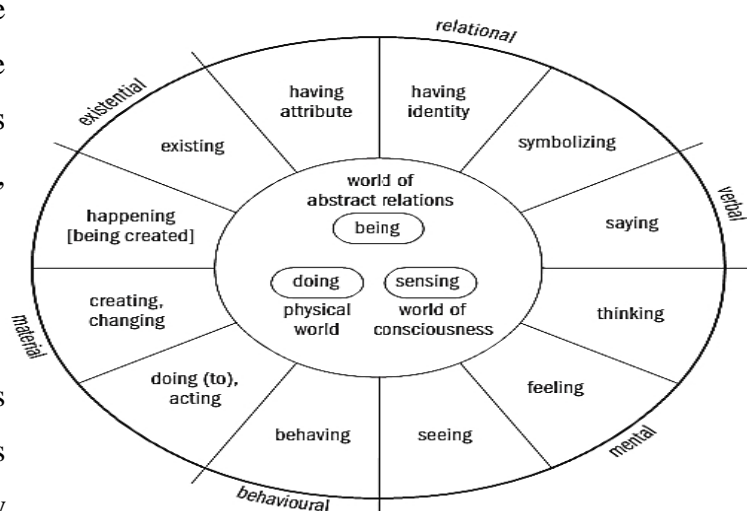 e
relational
e
having
attribute
having
identity
existential
s
existing
symbolizing
,
world of
abstract relations
verbal
happening
[being created]
being
saying
doing
sensing
creating,
changing
physical
world
world of
consciousness
thinking
material
doing (to),
acting
feeling
s
behaving
seeing
mental
s
behavioural
y